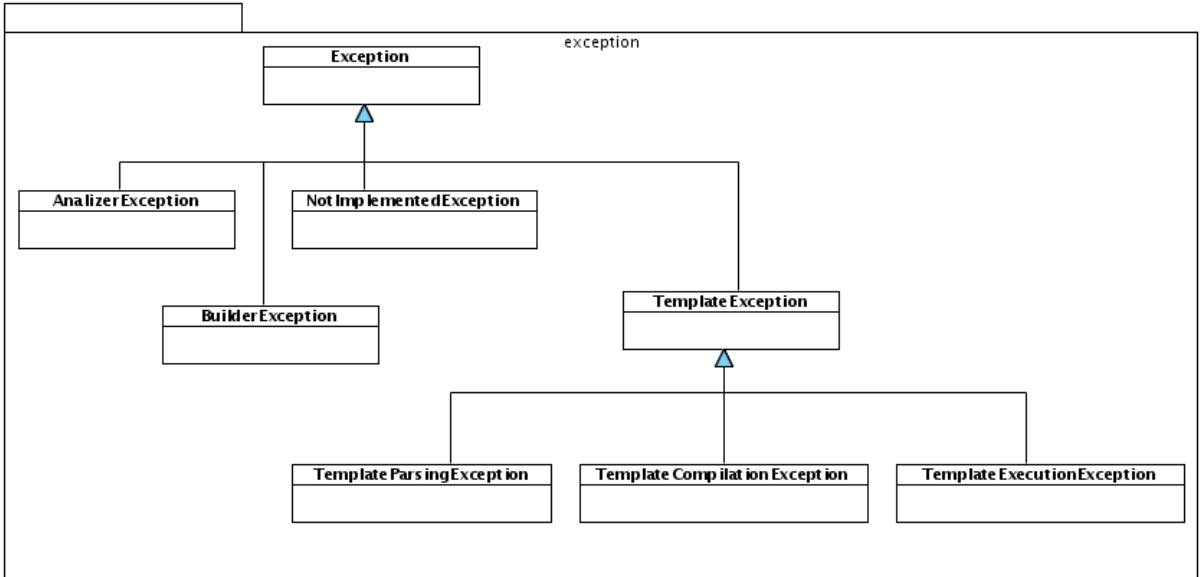 exception
Exception
AnalizerException
NotImplementedException
BuilderException
TemplateException
TemplateParsingException
TemplateCompilationException
TemplateExecutionException